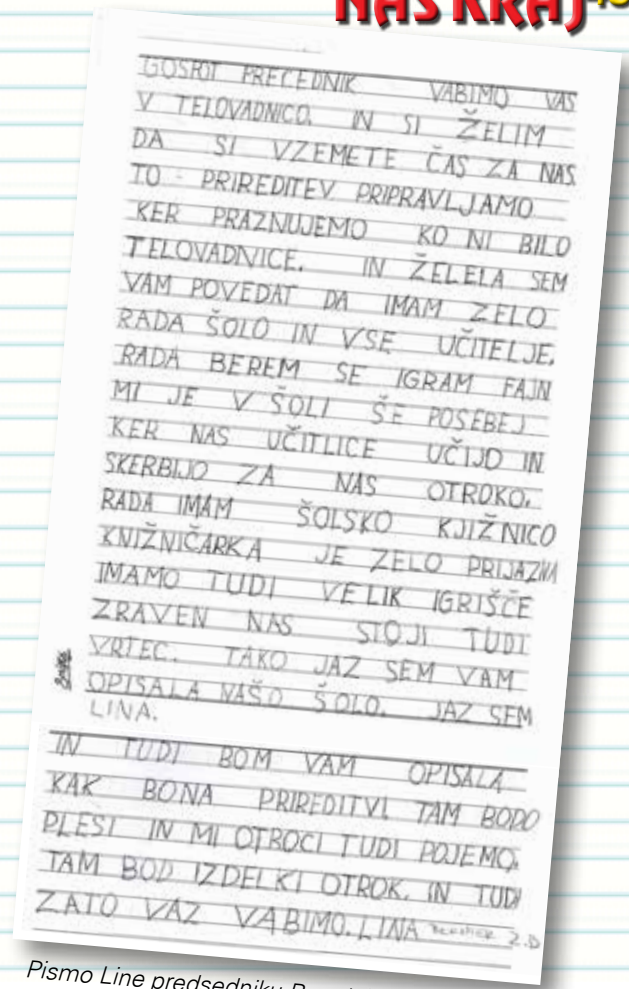 NAŠ KRAJ
GOSPOT PRECEDNIK VABIMO VAS
V TELOVADNICO. IN SI ŽELIM
DA SI VZEMETE ČAS ZA NAS.
TO PRIREDITEV PRIPRAVLJAMO
KER PRAZNUJEMO KO NI BILO
TELOVADNICE. IN ŽELELA SEM
VAM POVEDAT DA IMAM ZELO
RADA ŠOLO IN VSE UČITELJE.
RADA BEREM SE IGRAM FAJN
MI JE V ŠOLI ŠE POSEBEJ
KER NAS UČITLICE UČIJO IN
SKERBIJO ZA NAS OTROKO.
RADA IMAM ŠOLSKO KJIŽNICO
KNIŽNIČARKA JE ZELO PRIJAZNA
IMAMO TUDI VELIK IGRIŠČE
ZRAVEN NAS STOJI TUDI
VRTEC. TAKO JAZ SEM VAM
OPISALA NAŠO ŠOLO. JAZ SEM
LINA.
IN TUDI BOM VAM OPISALA
KAK BO NA PRIREDITVI. TAM BODO
PLESI IN MI OTROCI TUDI POJEMO.
TAM BOD IZDELKI OTROK. IN TUDI
ZATO VAZ VABIMO. LINA 2.D
Pismo Line predsedniku